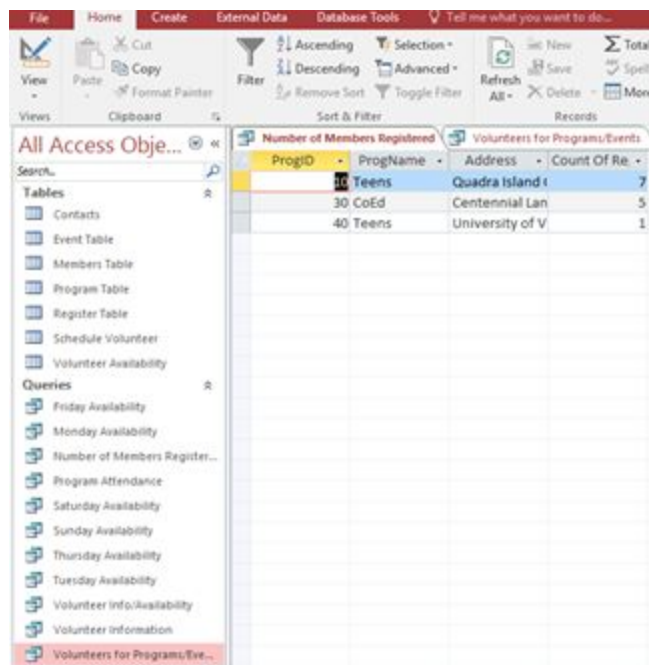 File Home Create External Data Database Tools Tell me what you want to do...
View
Views
Paste
Cut
Copy
Format Painter
Clipboard
Filter
Ascending
Descending
Remove Sort
Selection
Advanced
Toggle Filter
Sort & Filter
Refresh
All
New
Save
Delete
Records
Total
Spell
Mor
All Access Obje... «
Search...
Tables
Contacts
Event Table
Members Table
Program Table
Register Table
Schedule Volunteer
Volunteer Availability
Queries
Friday Availability
Monday Availability
Number of Members Register...
Program Attendance
Saturday Availability
Sunday Availability
Thursday Availability
Tuesday Availability
Volunteer Info/Availability
Volunteer Information
Volunteers for Programs/Eve...
Number of Members Registered Volunteers for Programs/Events
ProgID ProgName Address Count Of Re
10 Teens Quadra Island 7
30 CoEd Centennial Lan 5
40 Teens University of V 1